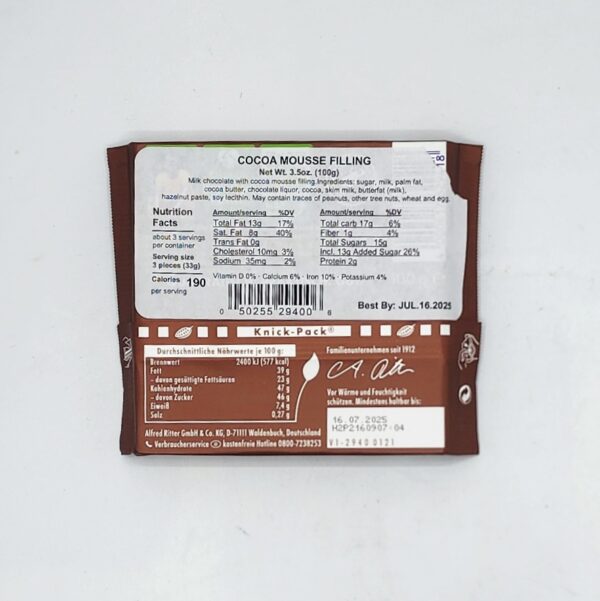 COCOA MOUSSE FILLING
Net Wt. 3.5oz. (100g)
Milk chocolate with cocoa mousse filling.Ingredients: sugar, milk, palm fat,
cocoa butter, chocolate liquor, cocoa, skim milk, butterfat (milk),
hazelnut paste, soy lecithin. May contain traces of peanuts, other tree nuts, wheat and egg.
18
Nutrition
Facts
about 3 servings
per container
Serving size
3 pieces (33g)
Calories 190
per serving
Amount/serving %DV
Total Fat 13g 17%
Sat. Fat 8g 40%
Trans Fat 0g
Cholesterol 10mg 3%
Sodium 35mg 2%
Amount/serving %DV
Total carb 17g 6%
Fiber 1g 4%
Total Sugars 15g
Incl. 13g Added Sugar 26%
Protein 2g
Vitamin D 0% · Calcium 6% · Iron 10% · Potassium 4%
0 50255 29400 6
Best By: JUL.16.2025
Knick-Pack®
Durchschnittliche Nährwerte je 100 g:
Brennwert 2400 kJ (577 kcal)
Fett 39 g
- davon gesättigte Fettsäuren 23 g
Kohlenhydrate 47 g
- davon Zucker 46 g
Eiweiß 7,4 g
Salz 0,27 g
Familienunternehmen seit 1912
Vor Wärme und Feuchtigkeit
schützen. Mindestens haltbar bis:
16.07.2025
H2P2160907 04
V1-2940 0121
Alfred Ritter GmbH & Co. KG, D-71111 Waldenbuch, Deutschland
Verbraucherservice kostenfreie Hotline 0800-7238253